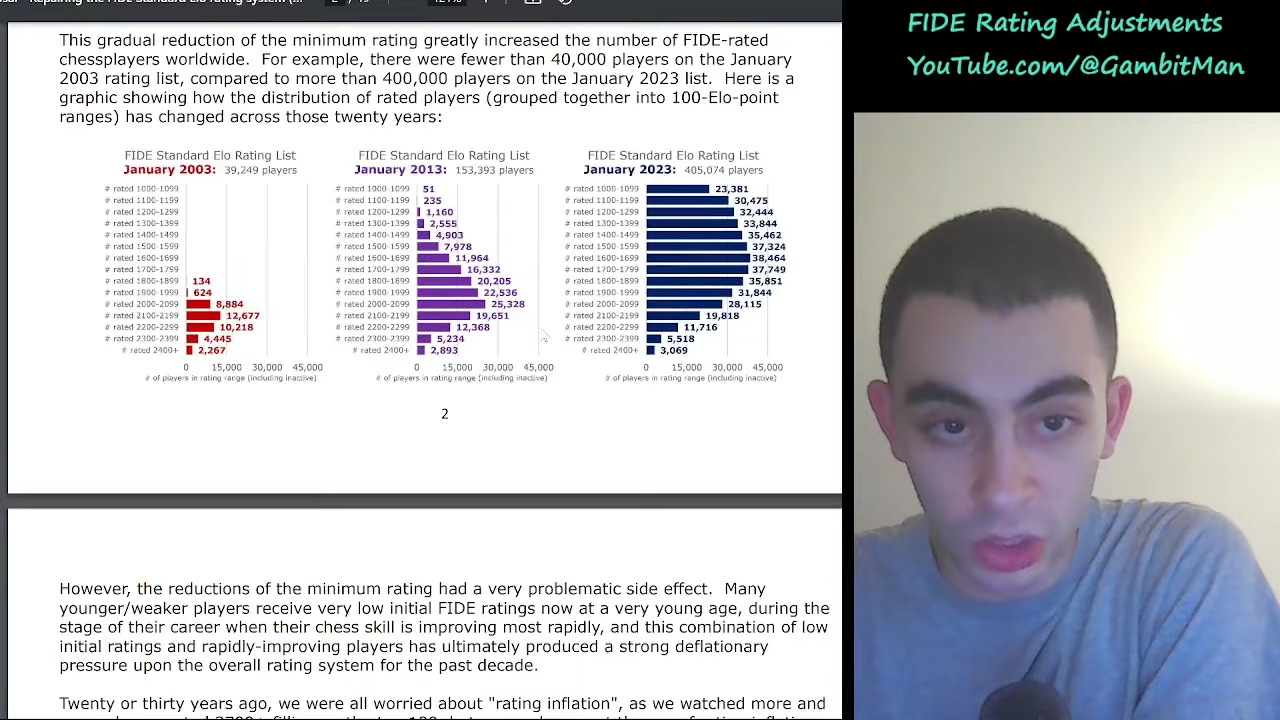 FIDE Rating Adjustments
YouTube.com/@GambitMan
This gradual reduction of the minimum rating greatly increased the number of FIDE-rated
chessplayers worldwide. For example, there were fewer than 40,000 players on the January
2003 rating list, compared to more than 400,000 players on the January 2023 list. Here is a
graphic showing how the distribution of rated players (grouped together into 100-Elo-point
ranges) has changed across those twenty years:
FIDE Standard Elo Rating List
January 2003: 39,249 players
# rated 1000-1099
# rated 1100-1199
# rated 1200-1299
# rated 1300-1399
# rated 1400-1499
# rated 1500-1599
# rated 1600-1699
# rated 1700-1799
# rated 1800-1899 134
# rated 1900-1999 624
# rated 2000-2099 8,884
# rated 2100-2199 12,677
# rated 2200-2299 10,218
# rated 2300-2399 4,445
# rated 2400+ 2,267
0 15,000 30,000 45,000
# of players in rating range (including inactive)
FIDE Standard Elo Rating List
January 2013: 153,393 players
# rated 1000-1099 51
# rated 1100-1199 235
# rated 1200-1299 1,160
# rated 1300-1399 2,555
# rated 1400-1499 4,903
# rated 1500-1599 7,978
# rated 1600-1699 11,964
# rated 1700-1799 16,332
# rated 1800-1899 20,205
# rated 1900-1999 22,536
# rated 2000-2099 25,328
# rated 2100-2199 19,651
# rated 2200-2299 12,368
# rated 2300-2399 5,234
# rated 2400+ 2,893
0 15,000 30,000 45,000
# of players in rating range (including inactive)
FIDE Standard Elo Rating List
January 2023: 405,074 players
# rated 1000-1099 23,381
# rated 1100-1199 30,475
# rated 1200-1299 32,444
# rated 1300-1399 33,844
# rated 1400-1499 35,462
# rated 1500-1599 37,324
# rated 1600-1699 38,464
# rated 1700-1799 37,749
# rated 1800-1899 35,851
# rated 1900-1999 31,844
# rated 2000-2099 28,115
# rated 2100-2199 19,818
# rated 2200-2299 11,716
# rated 2300-2399 5,518
# rated 2400+ 3,069
0 15,000 30,000 45,000
# of players in rating range (including inactive)
2
However, the reductions of the minimum rating had a very problematic side effect. Many
younger/weaker players receive very low initial FIDE ratings now at a very young age, during the
stage of their career when their chess skill is improving most rapidly, and this combination of low
initial ratings and rapidly-improving players has ultimately produced a strong deflationary
pressure upon the overall rating system for the past decade.
Twenty or thirty years ago, we were all worried about "rating inflation", as we watched more and